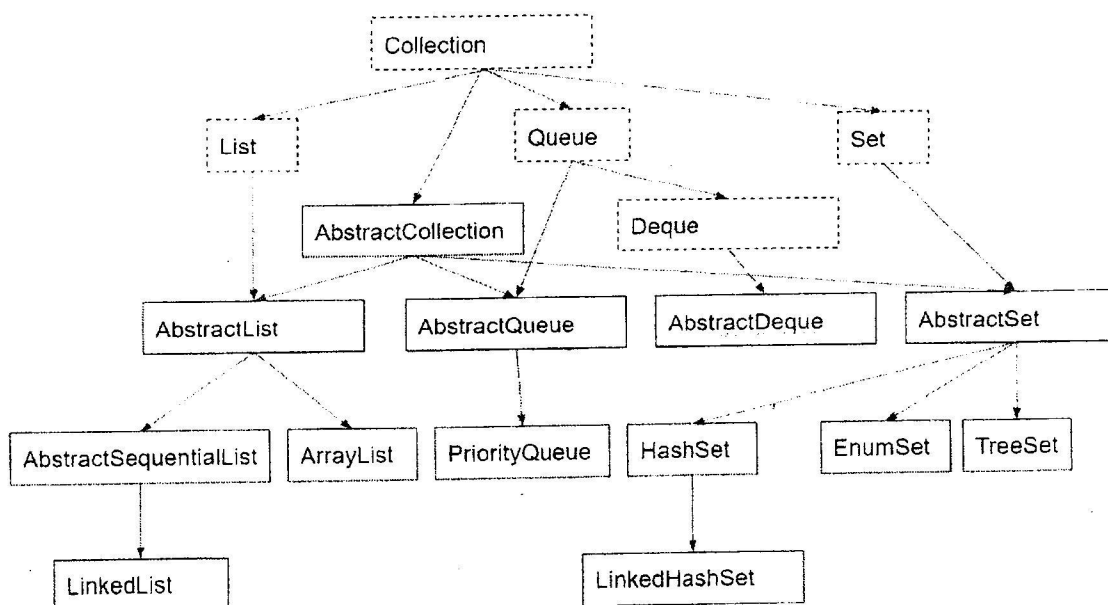 Collection
List
Queue
Set
AbstractCollection
Deque
AbstractList
AbstractQueue
AbstractDeque
AbstractSet
AbstractSequentialList
ArrayList
PriorityQueue
HashSet
EnumSet
TreeSet
LinkedList
LinkedHashSet